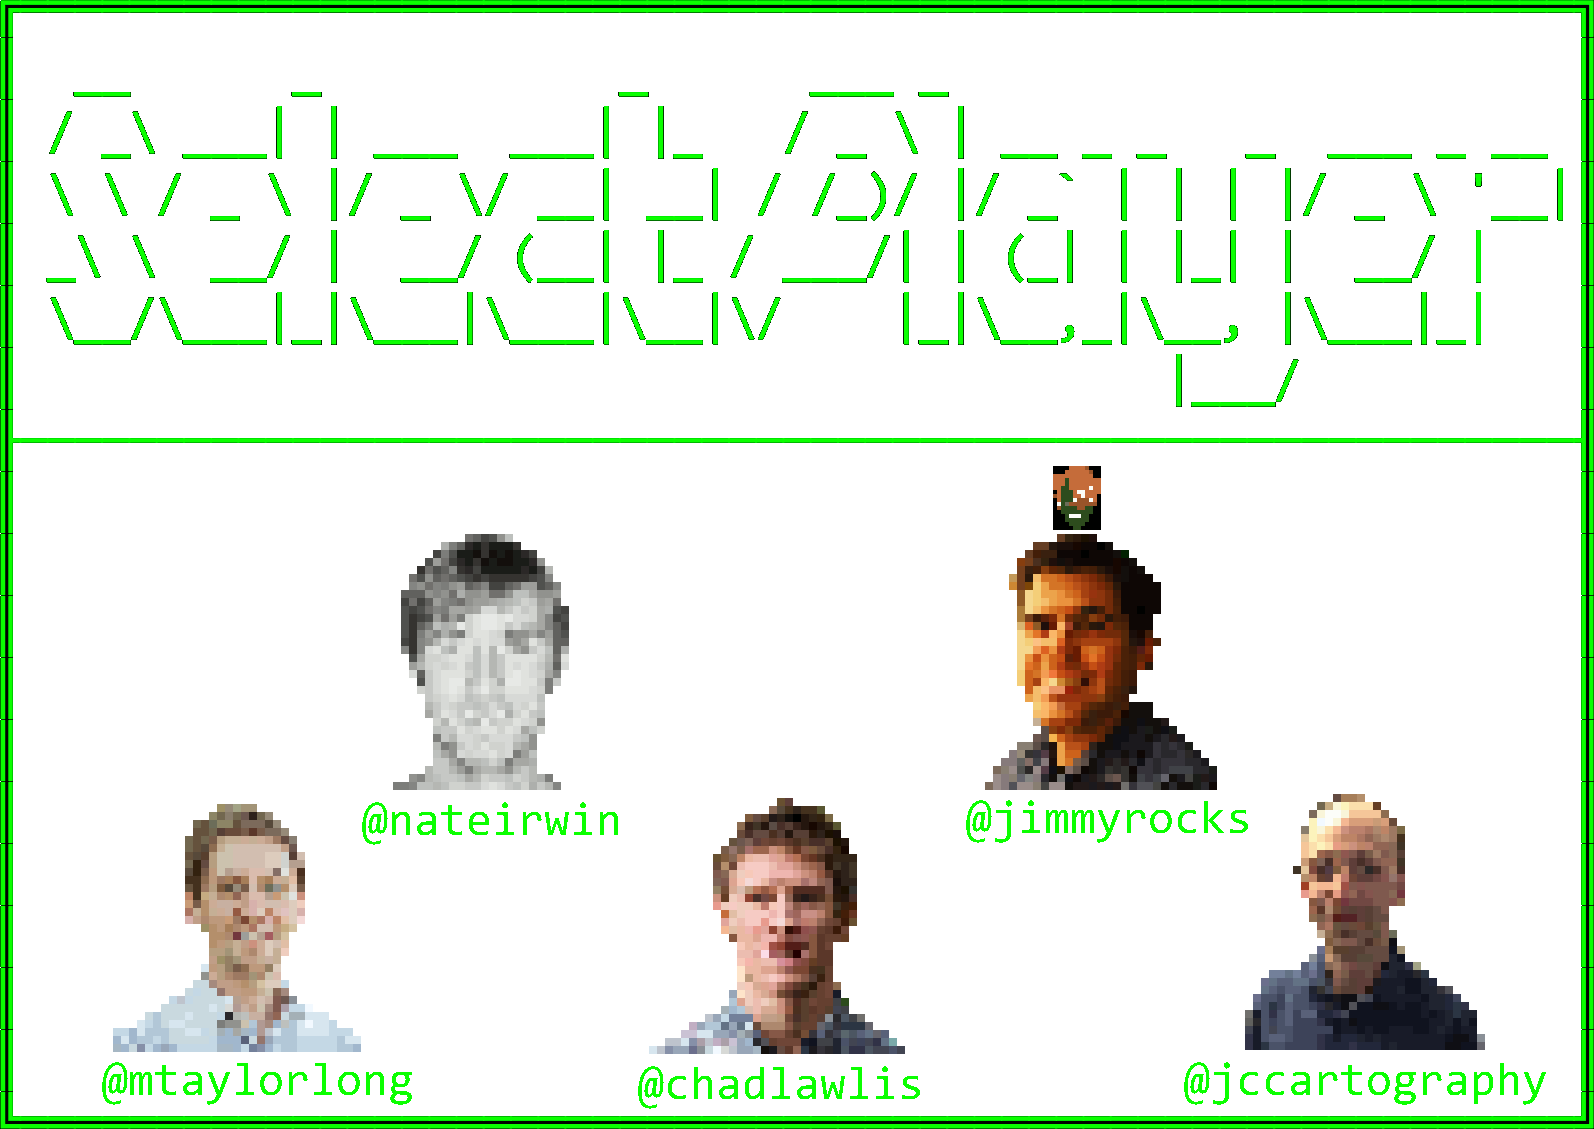 Select Player
@nateirwin
@jimmyrocks
@mtaylorlong
@chadlawlis
@jccartography